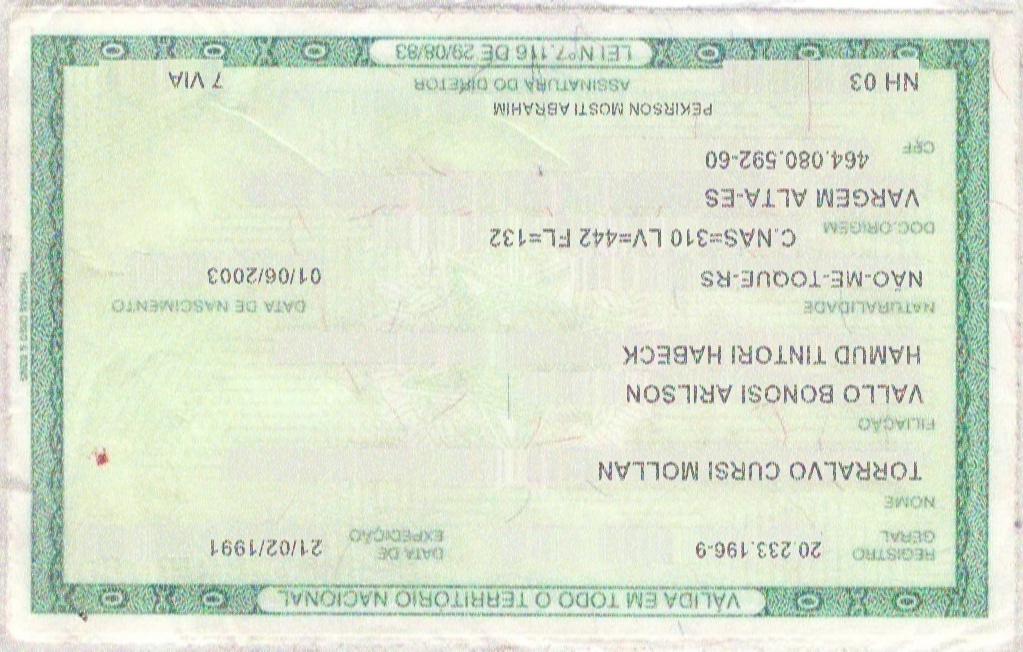 VÁLIDA EM TODO O TERRITÓRIO NACIONAL
REGISTRO GERAL 20.233.196-9 DATA DE EXPEDIÇÃO 21/02/1991
NOME
TORRALVO CURSI MOLLAN
FILIAÇÃO
VALLO BONOSI ARILSON
HAMUD TINTORI HABECK
NATURALIDADE DATA DE NASCIMENTO
NÃO-ME-TOQUE-RS 01/06/2003
DOC.ORIGEM C.NAS=310 LV=442 FL=132
VARGEM ALTA-ES
CPF 464.080.592-60
PEKIRSON MOSTI ABRAHIM
NH 03 ASSINATURA DO DIRETOR 7 VIA
LEI Nº 7.116 DE 29/08/83